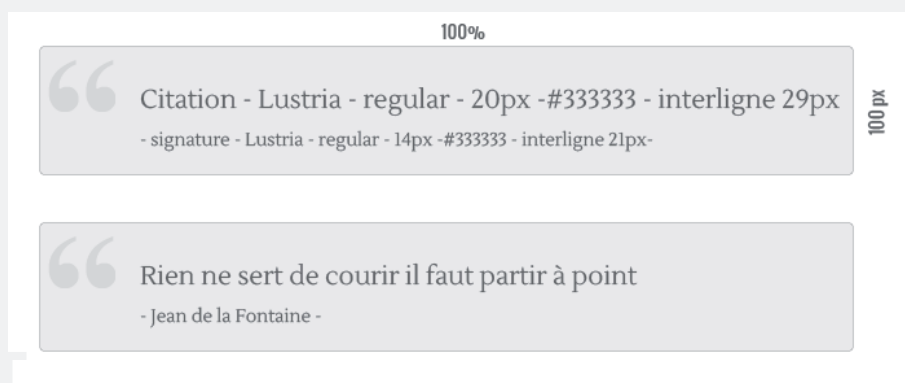 100%
“
Citation - Lustria - regular - 20px -#333333 - interligne 29px
- signature - Lustria - regular - 14px -#333333 - interligne 21px-
100 px
“
Rien ne sert de courir il faut partir à point
- Jean de la Fontaine -